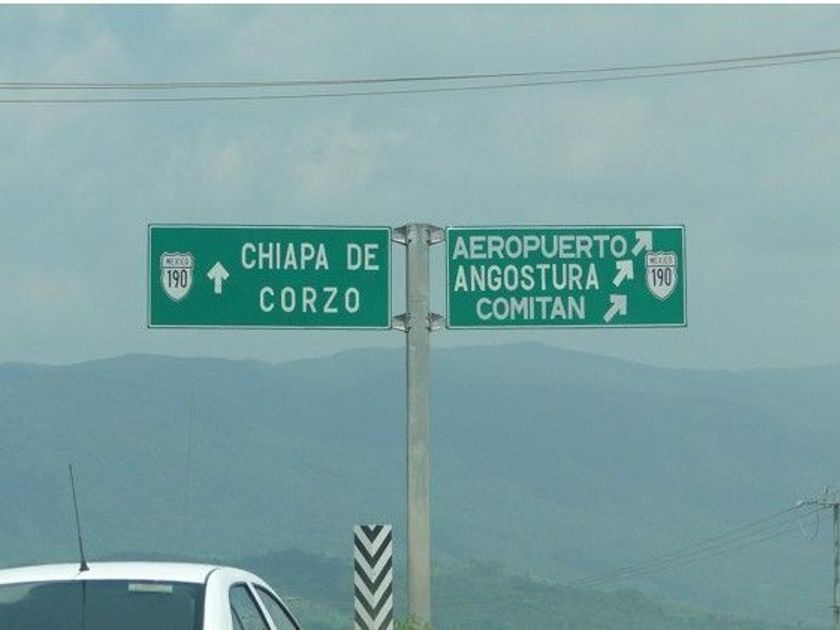 MEXICO
190
CHIAPA DE
CORZO
AEROPUERTO
ANGOSTURA
COMITAN
MEXICO
190